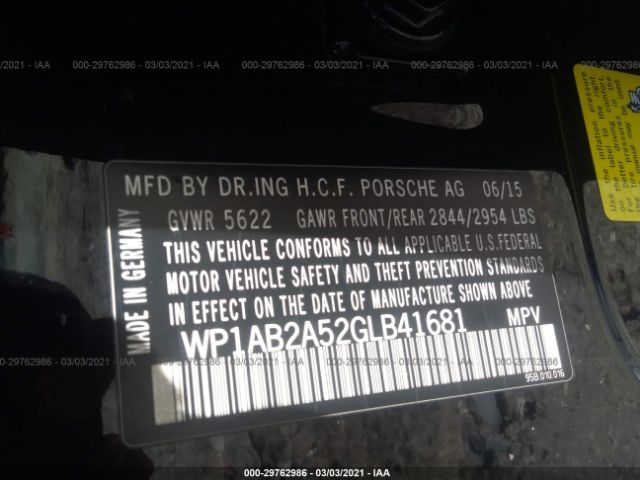 000-29762986 - 03/03/2021 - IAA
MFD BY DR.ING H.C.F. PORSCHE AG 06/15
GVWR 5622 GAWR FRONT/REAR 2844/2954 LBS
THIS VEHICLE CONFORMS TO ALL APPLICABLE U.S.FEDERAL
MOTOR VEHICLE SAFETY AND THEFT PREVENTION STANDARDS
IN EFFECT ON THE DATE OF MANUFACTURE SHOWN ABOVE.
WP1AB2A52GLB41681 MPV
MADE IN GERMANY
95B.010.016
000-29762986 - 03/03/2021 - IAA